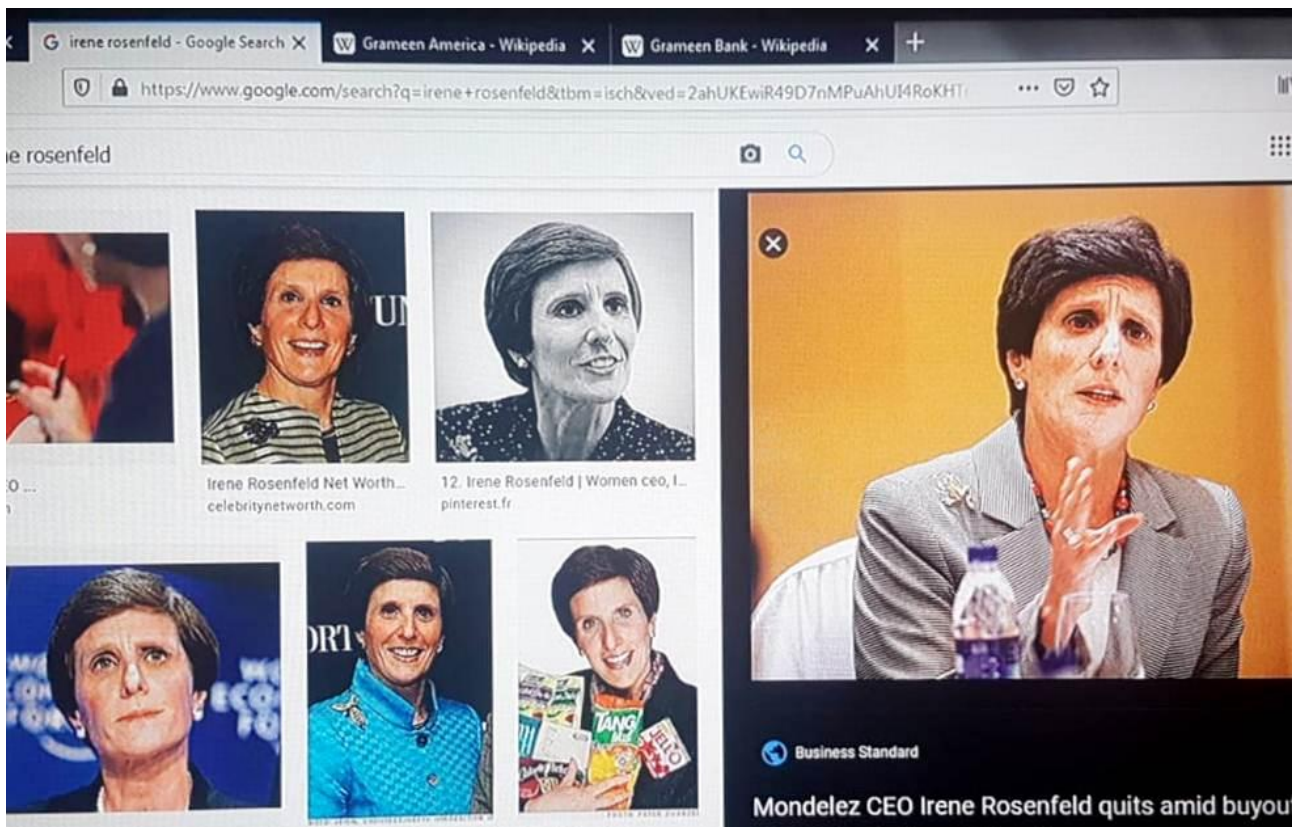 irene rosenfeld - Google Search
Grameen America - Wikipedia
Grameen Bank - Wikipedia
https://www.google.com/search?q=irene+rosenfeld&tbm=isch&ved=2ahUKEwiR49D7nMPuAhUI4RoKHT
e rosenfeld
Irene Rosenfeld Net Worth...
celebritynetworth.com
12. Irene Rosenfeld | Women ceo, I...
pinterest.fr
TANG
JELL-O
Business Standard
Mondelez CEO Irene Rosenfeld quits amid buyout